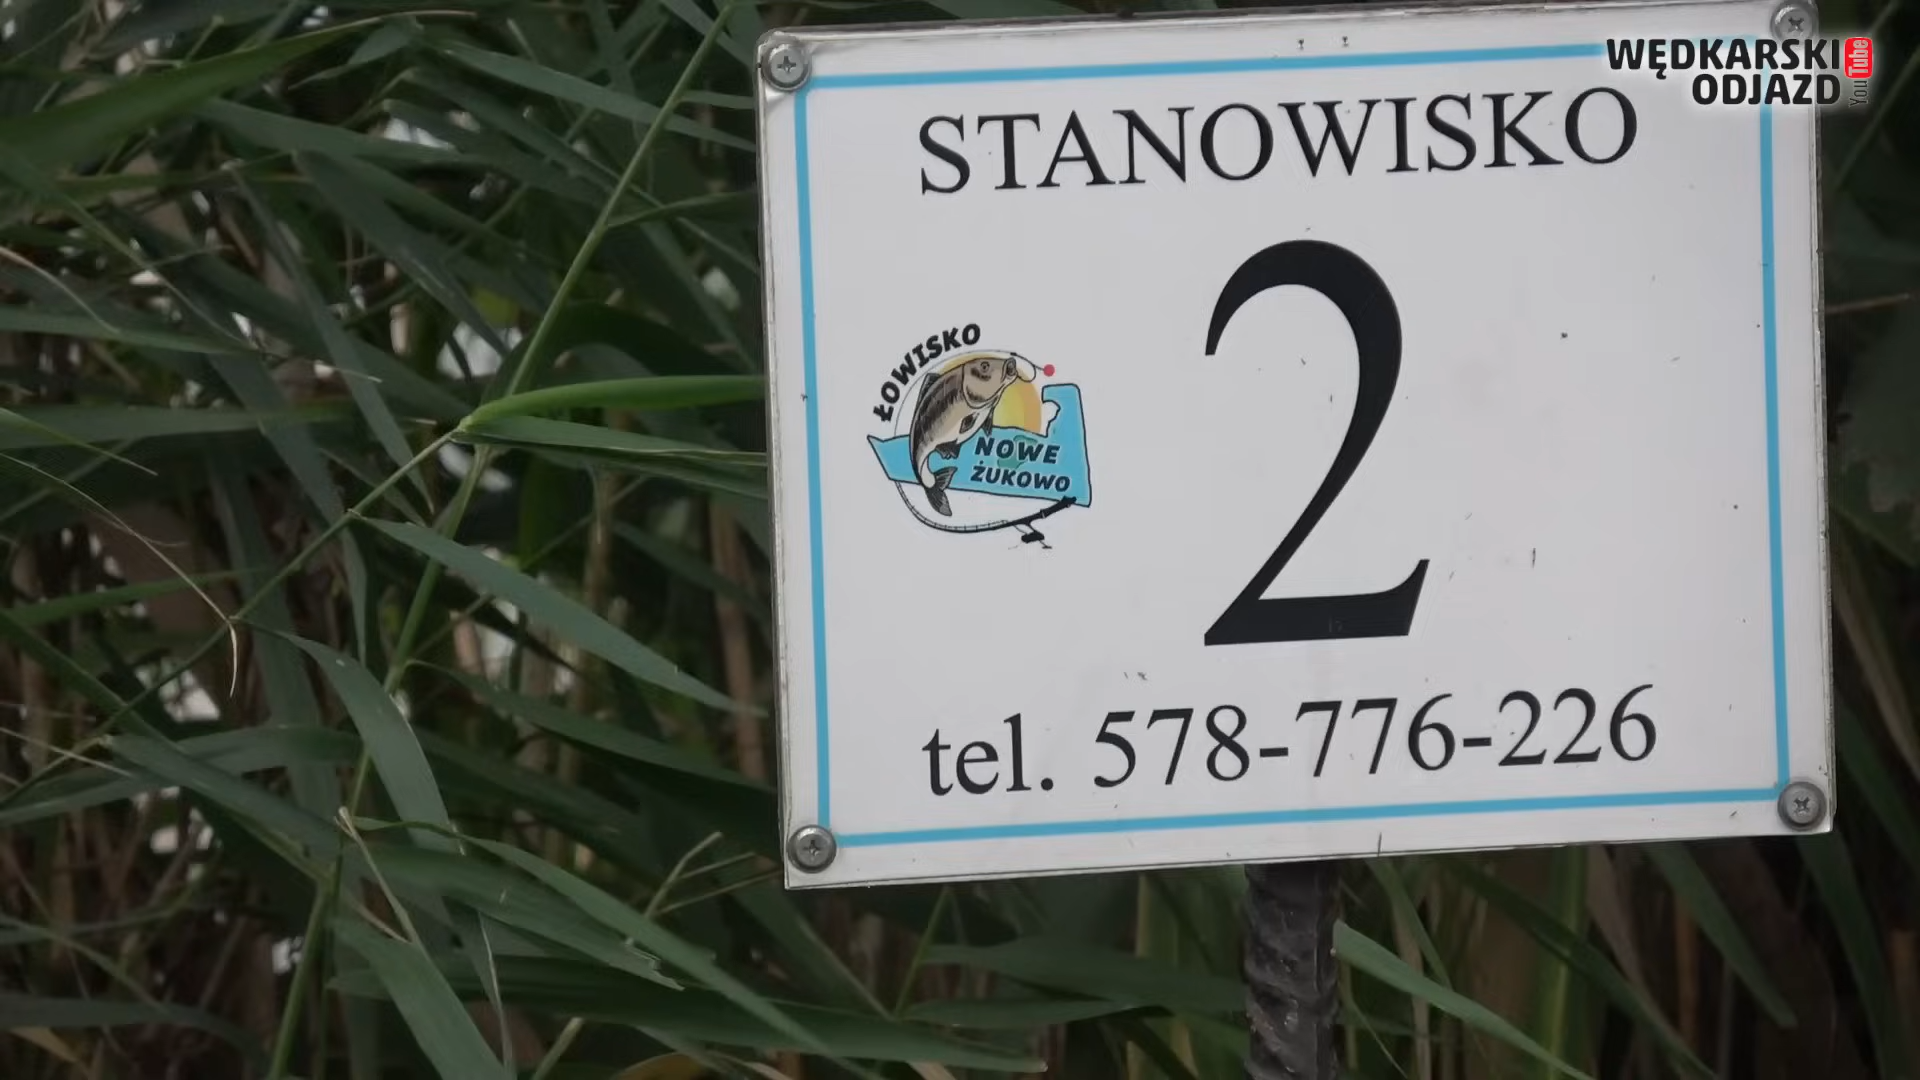 WĘDKARSKI
ODJAZD
YouTube
STANOWISKO
2
ŁOWISKO
NOWE
ŻUKOWO
tel. 578-776-226